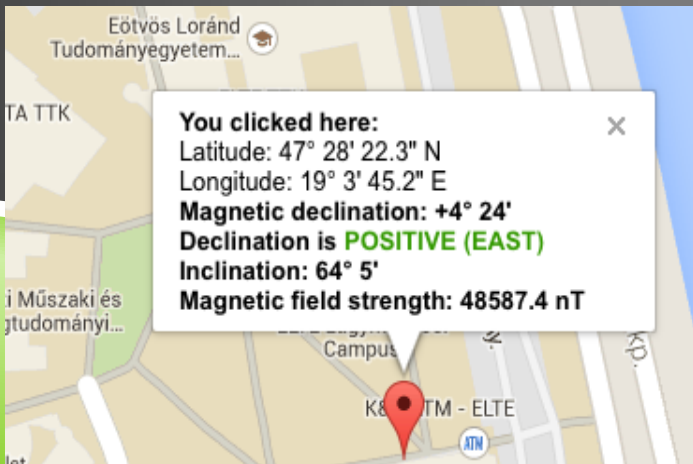 Eötvös Loránd
Tudományegyetem...
TA TTK
You clicked here:
Latitude: 47° 28' 22.3" N
Longitude: 19° 3' 45.2" E
Magnetic declination: +4° 24'
Declination is POSITIVE (EAST)
Inclination: 64° 5'
Magnetic field strength: 48587.4 nT
i Műszaki és
gtudományi...
Campus
ATM - ELTE
ATM
kp.